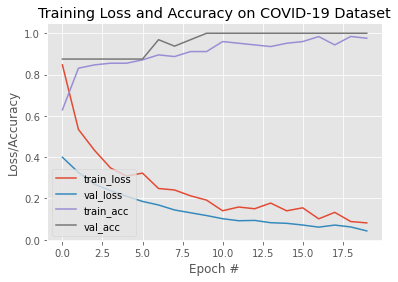 Training Loss and Accuracy on COVID-19 Dataset
Loss/Accuracy
1.0
0.8
0.6
0.4
0.2
0.0
train_loss
val_loss
train_acc
val_acc
0.0 2.5 5.0 7.5 10.0 12.5 15.0 17.5
Epoch #